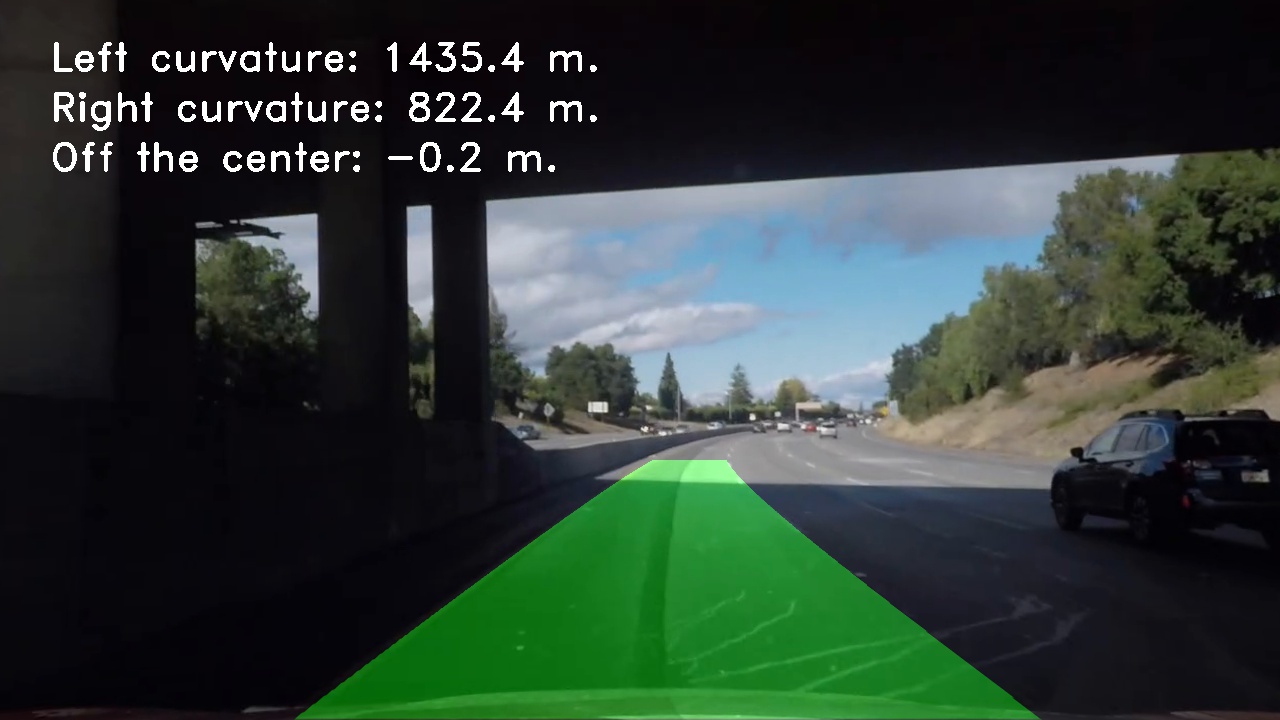 Left curvature: 1435.4 m.
Right curvature: 822.4 m.
Off the center: −0.2 m.